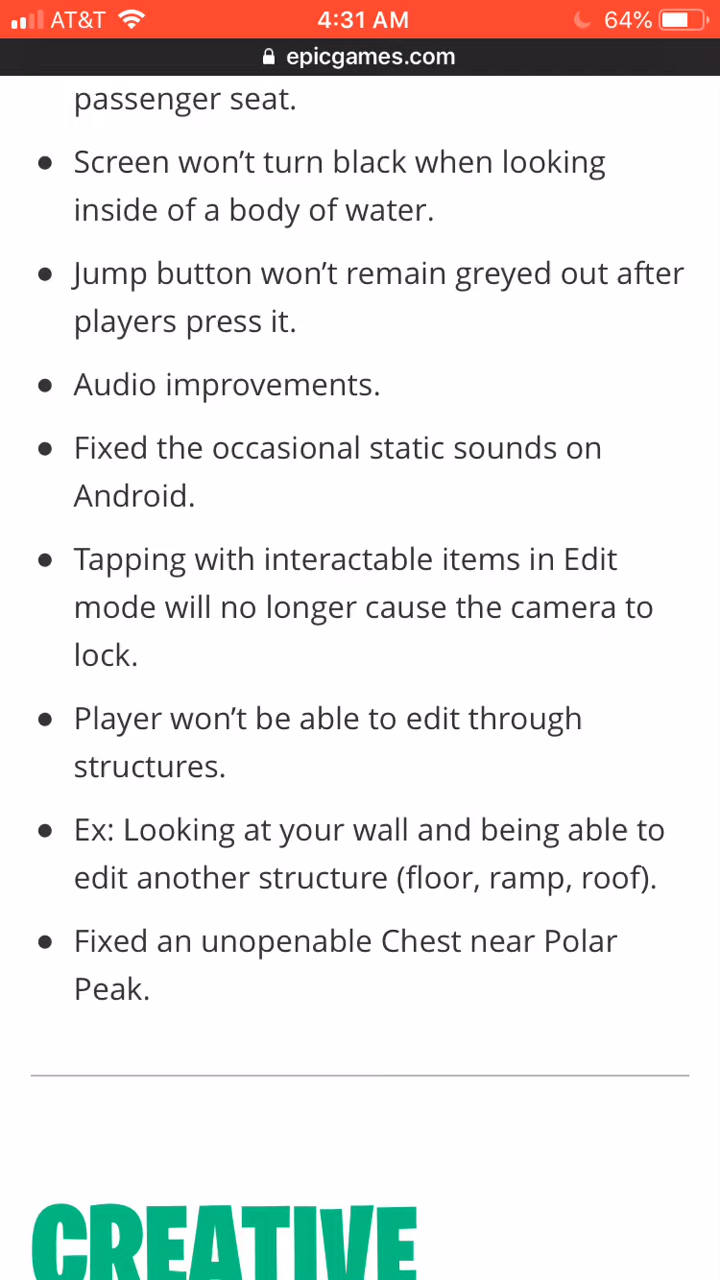 AT&T 4:31 AM 64%
epicgames.com
passenger seat.
● Screen won’t turn black when looking
inside of a body of water.
● Jump button won’t remain greyed out after
players press it.
● Audio improvements.
● Fixed the occasional static sounds on
Android.
● Tapping with interactable items in Edit
mode will no longer cause the camera to
lock.
● Player won’t be able to edit through
structures.
● Ex: Looking at your wall and being able to
edit another structure (floor, ramp, roof).
● Fixed an unopenable Chest near Polar
Peak.
CREATIVE